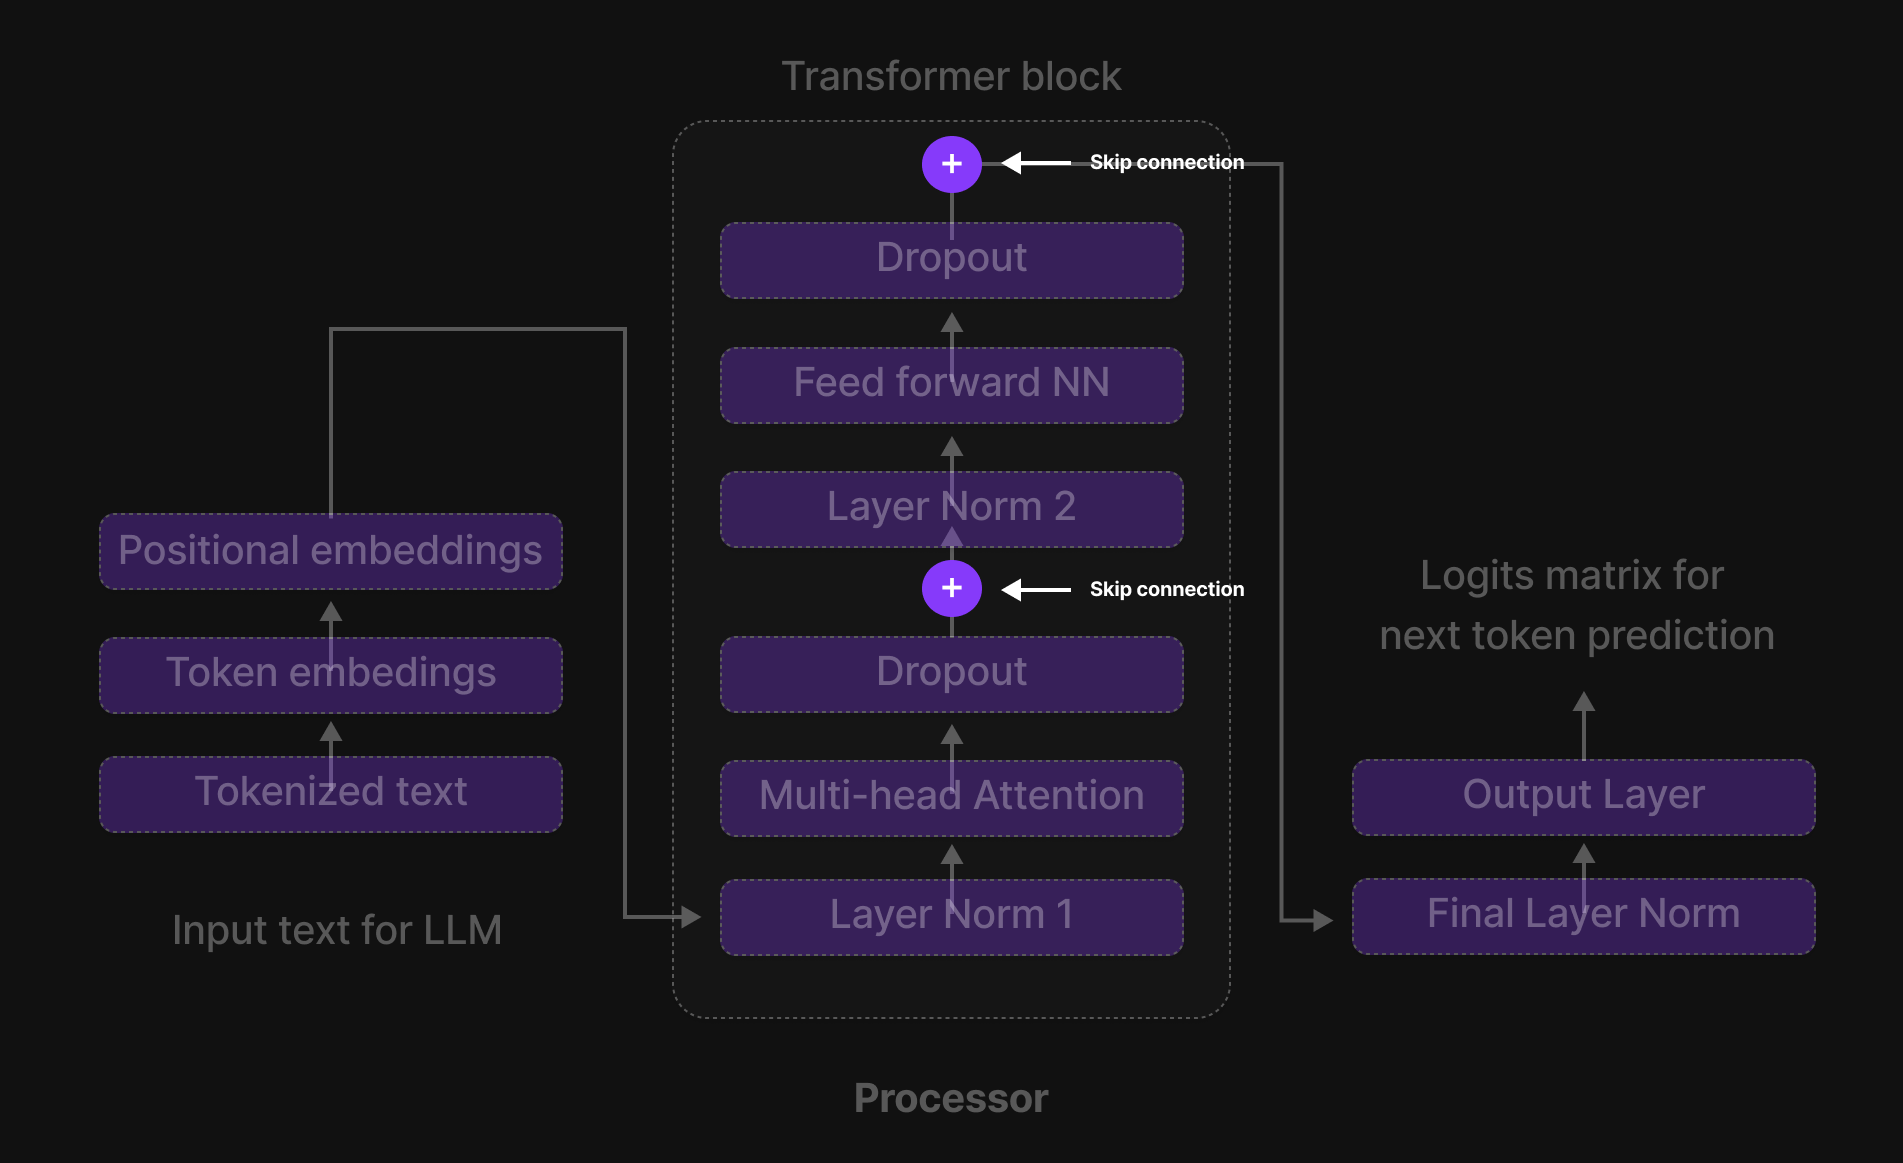 Transformer block
+
Skip connection
Dropout
Feed forward NN
Layer Norm 2
+
Skip connection
Dropout
Multi-head Attention
Layer Norm 1
Positional embeddings
Token embedings
Tokenized text
Input text for LLM
Logits matrix for
next token prediction
Output Layer
Final Layer Norm
Processor